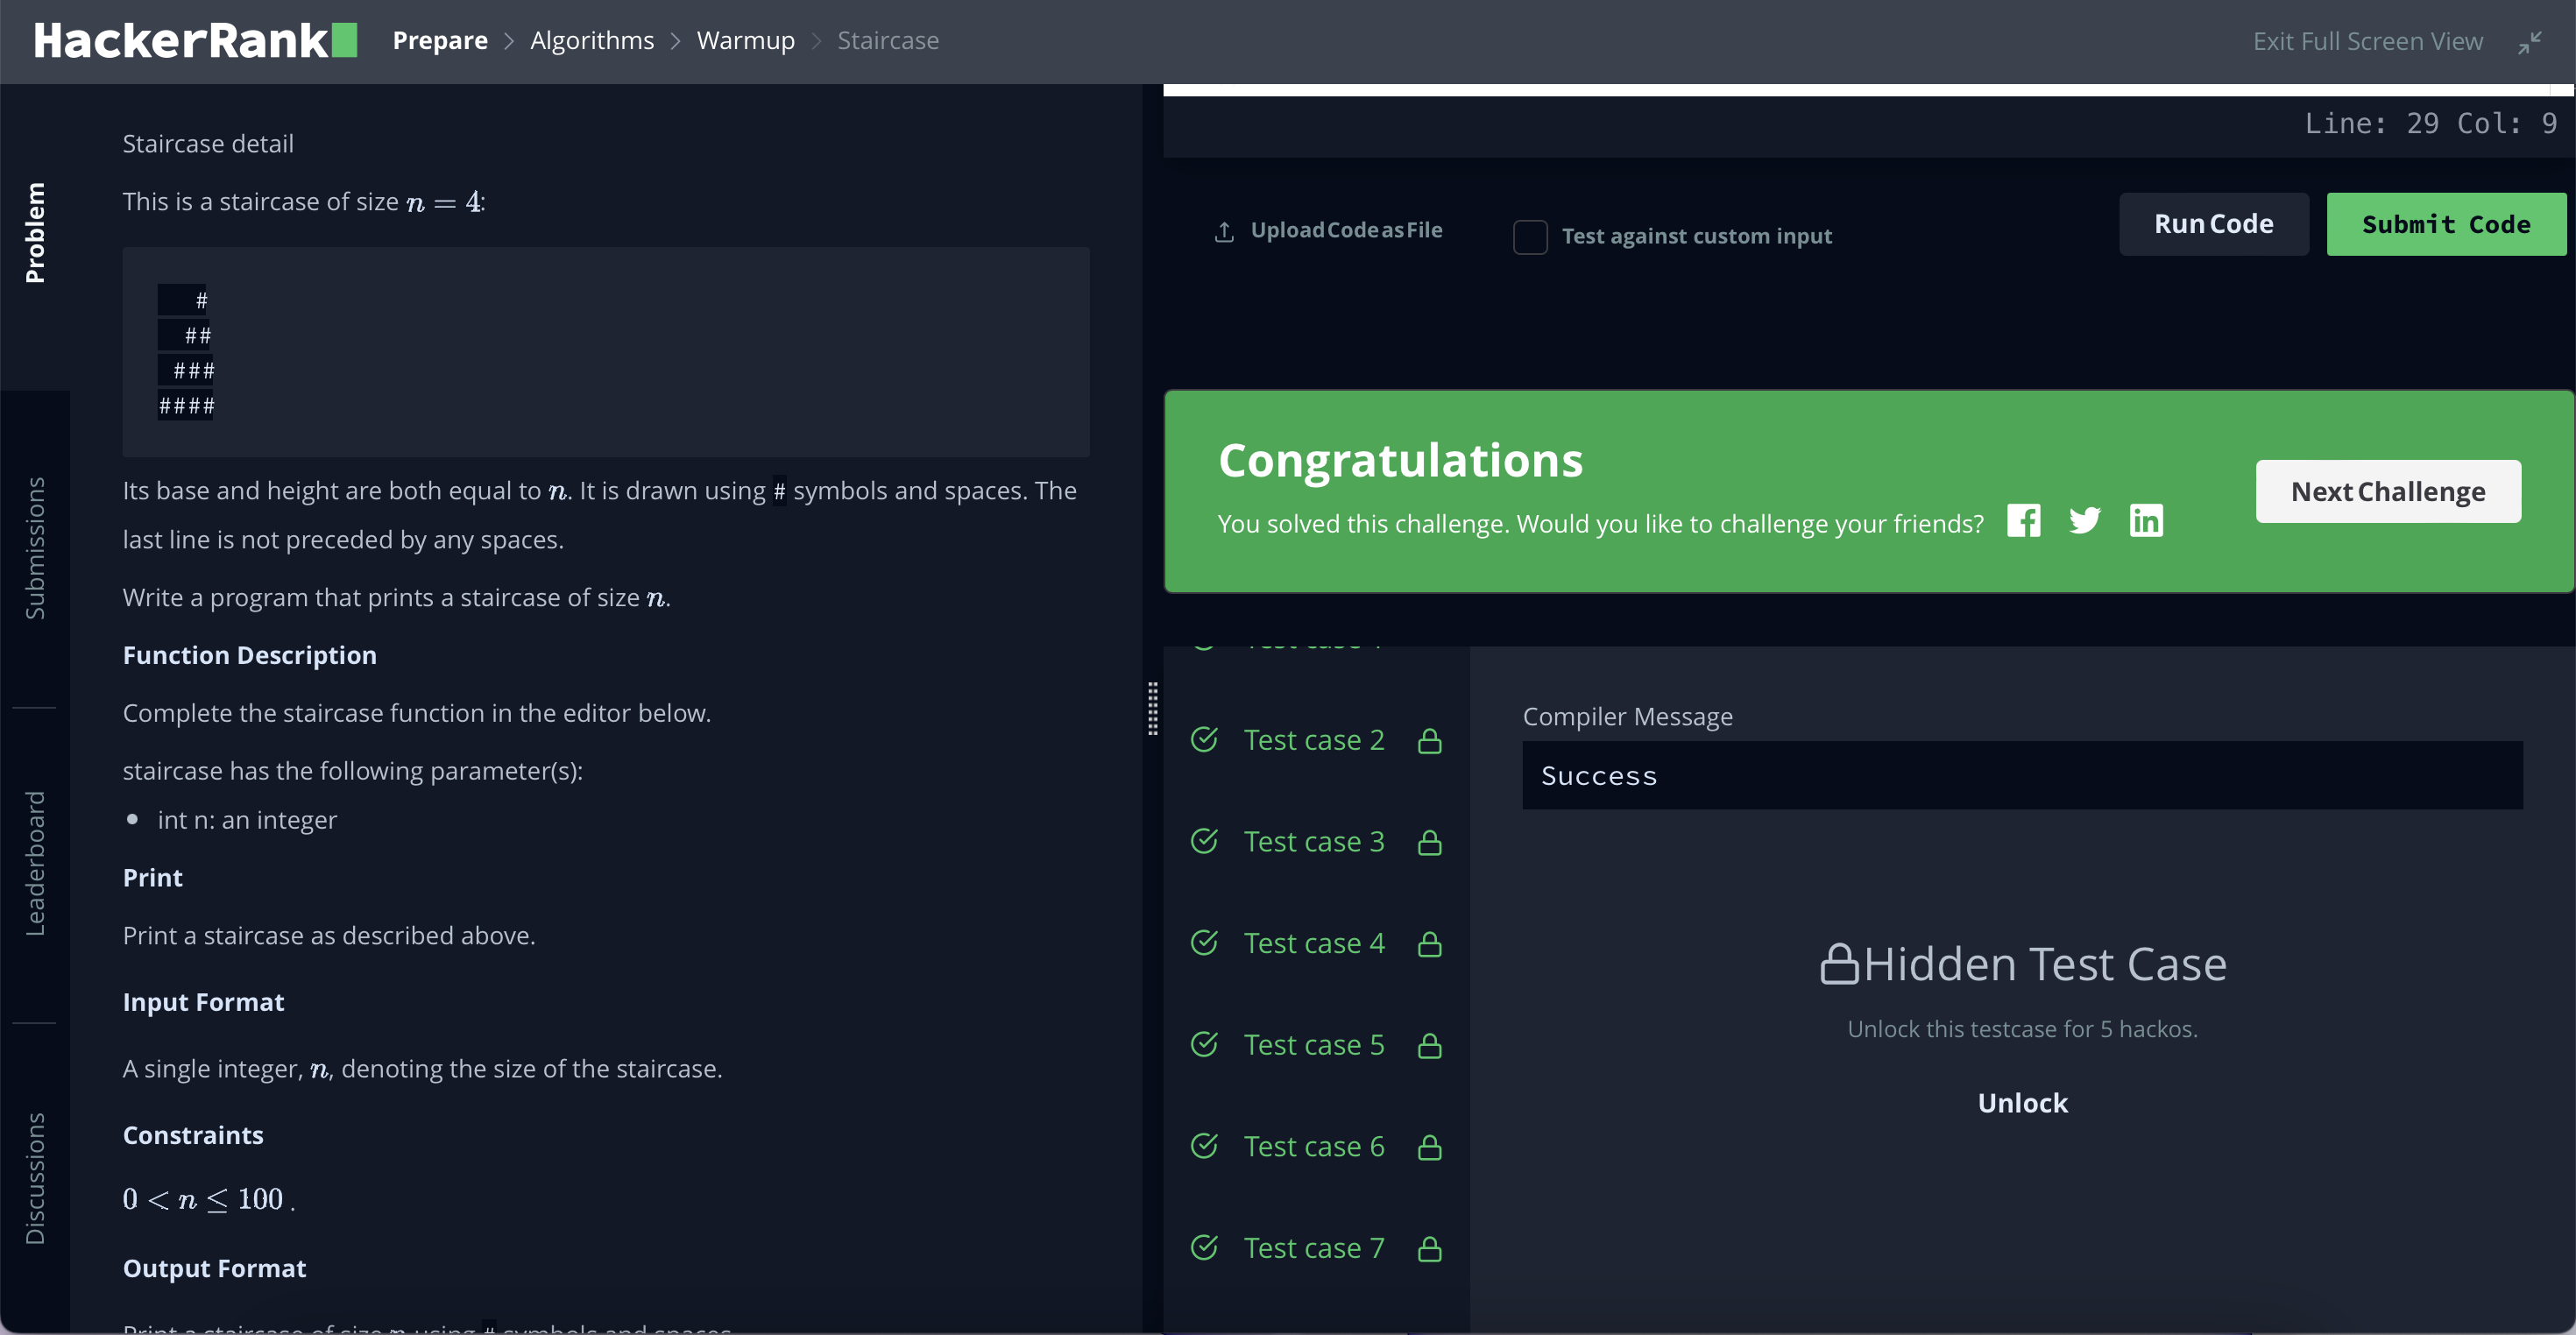 HackerRank Prepare > Algorithms > Warmup > Staircase
Exit Full Screen View
Problem
Submissions
Leaderboard
Discussions
Staircase detail
This is a staircase of size n = 4:
   #
  ##
 ###
####
Its base and height are both equal to n. It is drawn using # symbols and spaces. The
last line is not preceded by any spaces.
Write a program that prints a staircase of size n.
Function Description
Complete the staircase function in the editor below.
staircase has the following parameter(s):
• int n: an integer
Print
Print a staircase as described above.
Input Format
A single integer, n, denoting the size of the staircase.
Constraints
0 < n ≤ 100 .
Output Format
Print a staircase of size n using # symbols and spaces.
Line: 29 Col: 9
Upload Code as File
Test against custom input
Run Code
Submit Code
Congratulations
You solved this challenge. Would you like to challenge your friends?
Next Challenge
Test case 2
Test case 3
Test case 4
Test case 5
Test case 6
Test case 7
Compiler Message
Success
Hidden Test Case
Unlock this testcase for 5 hackos.
Unlock